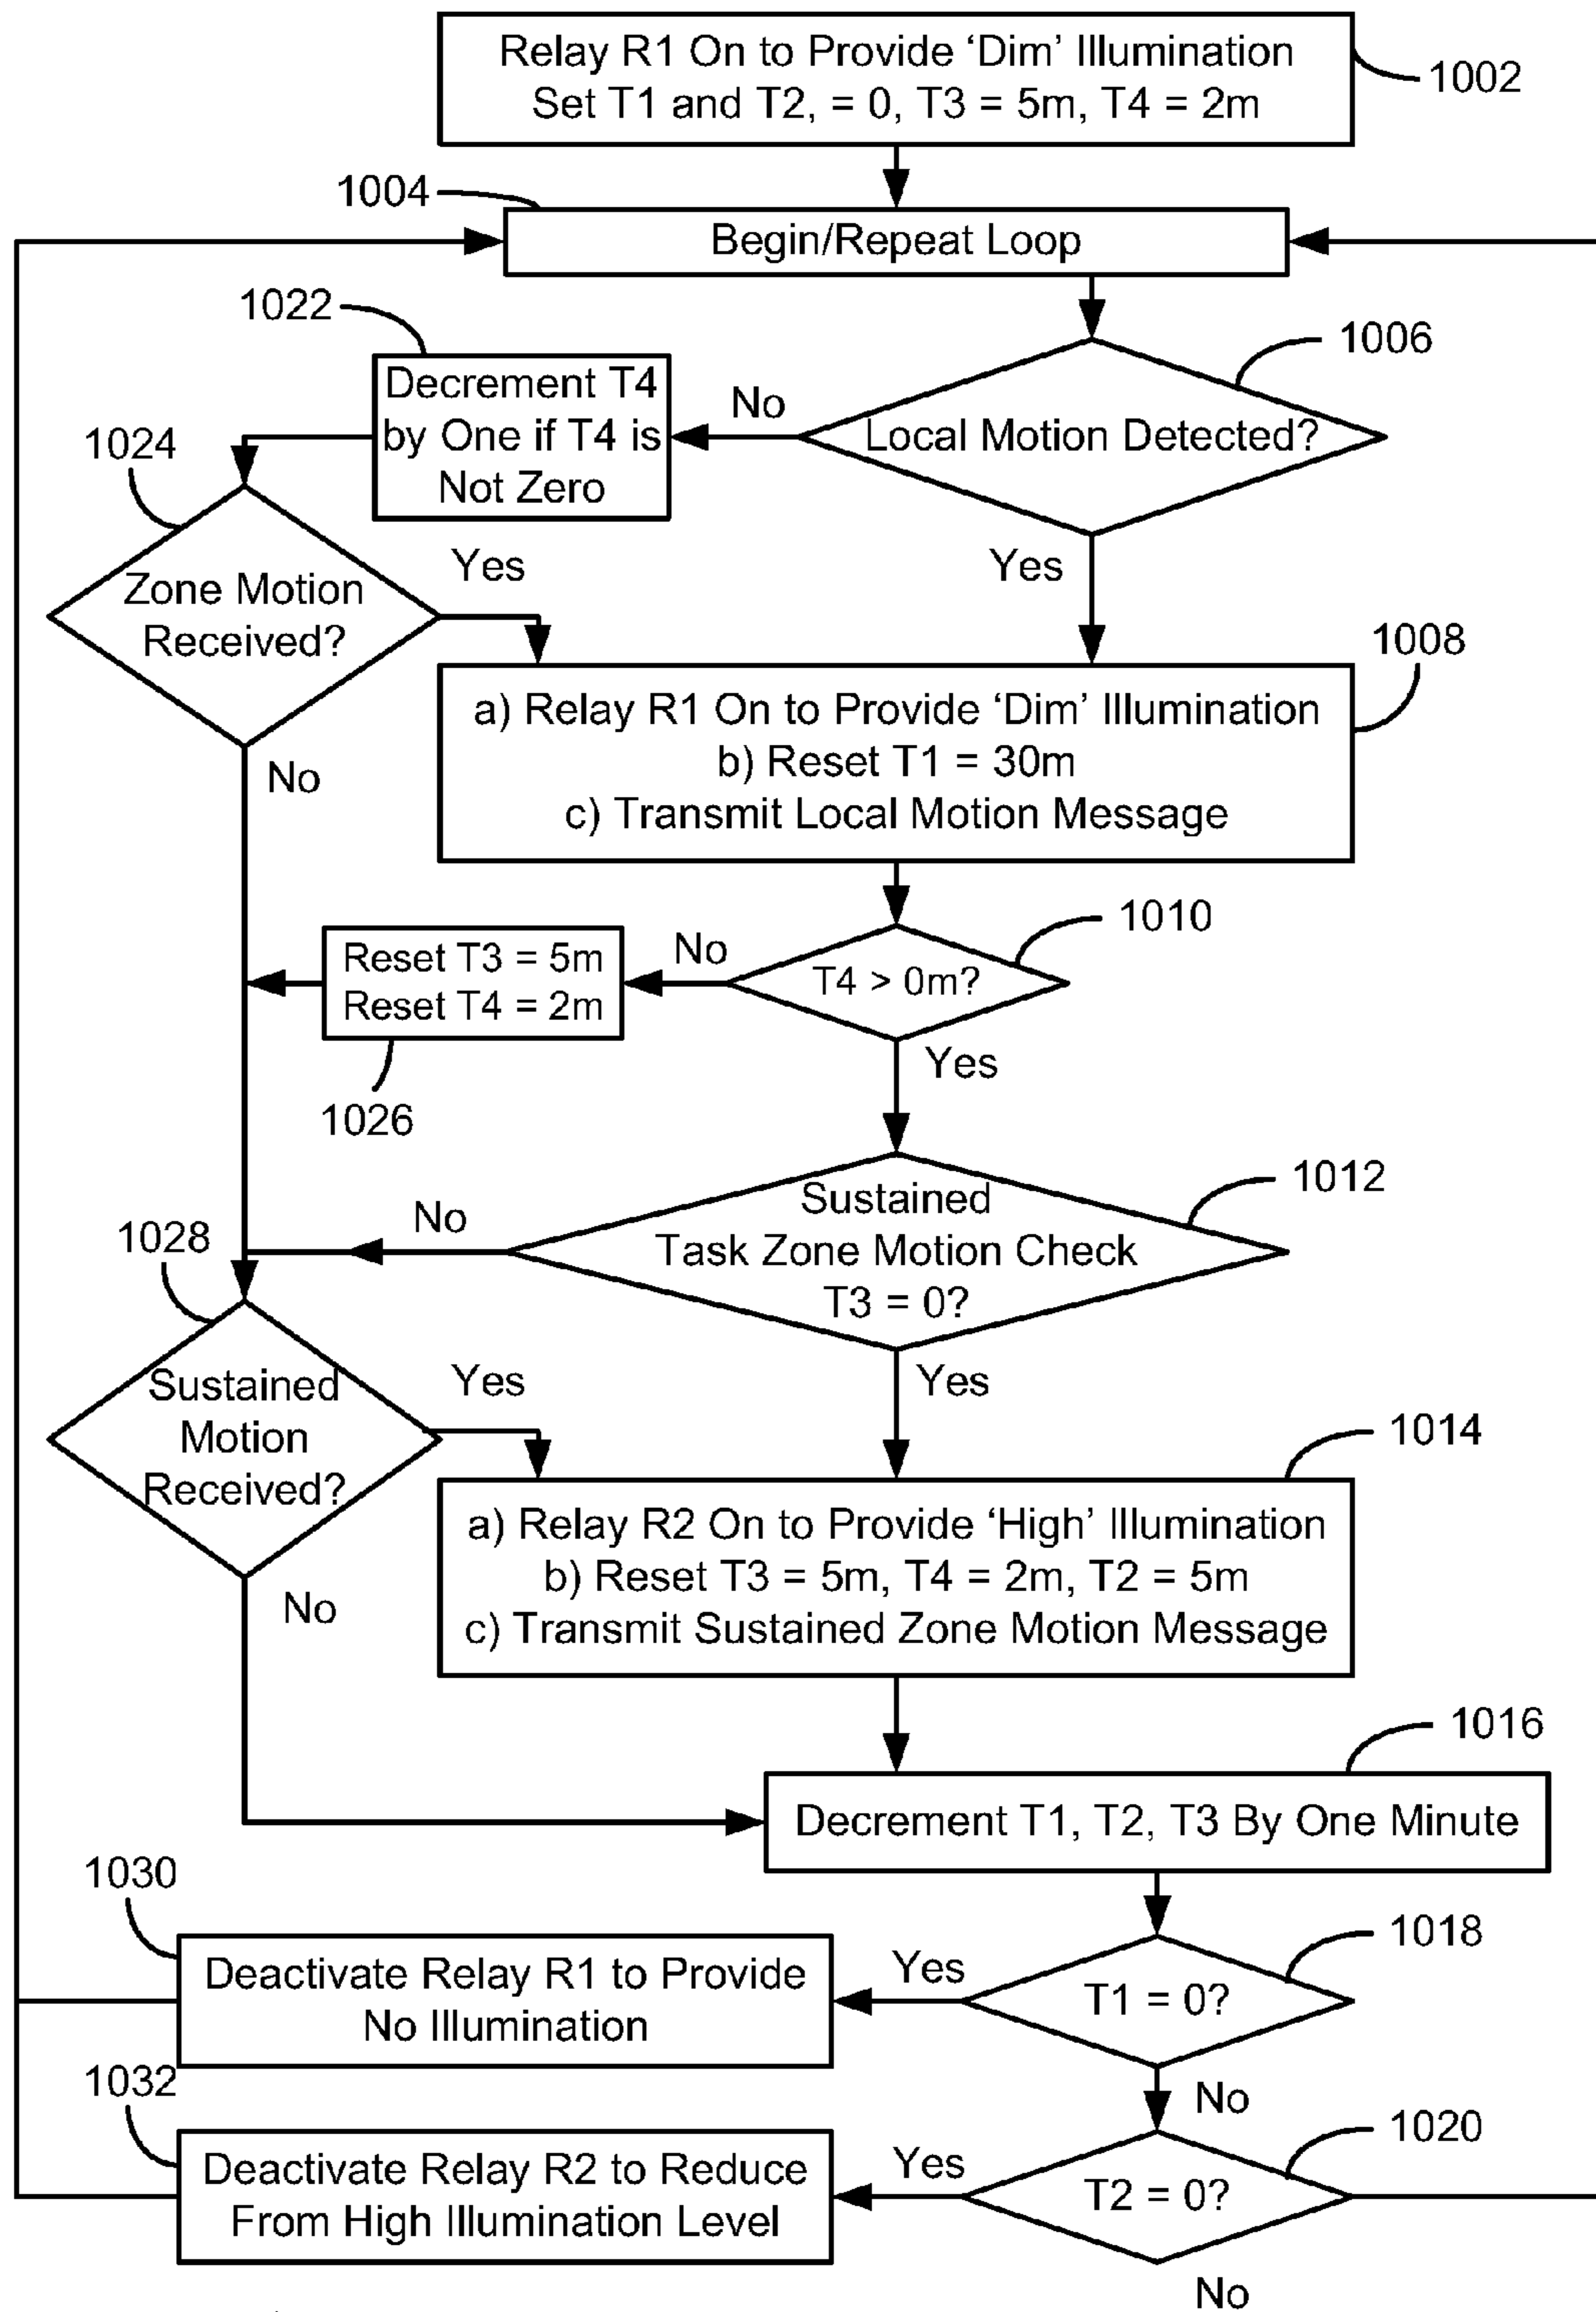 Relay R1 On to Provide ‘Dim’ Illumination
Set T1 and T2, = 0, T3 = 5m, T4 = 2m
1002
1004
Begin/Repeat Loop
1022
Decrement T4
by One if T4 is
Not Zero
No
1006
Local Motion Detected?
1024
Zone Motion
Received?
Yes
Yes
No
1008
a) Relay R1 On to Provide ‘Dim’ Illumination
b) Reset T1 = 30m
c) Transmit Local Motion Message
1010
T4 > 0m?
No
Reset T3 = 5m
Reset T4 = 2m
1026
Yes
1012
Sustained
Task Zone Motion Check
T3 = 0?
No
1028
Sustained
Motion
Received?
Yes
Yes
No
1014
a) Relay R2 On to Provide ‘High’ Illumination
b) Reset T3 = 5m, T4 = 2m, T2 = 5m
c) Transmit Sustained Zone Motion Message
1016
Decrement T1, T2, T3 By One Minute
1030
Deactivate Relay R1 to Provide
No Illumination
Yes
1018
T1 = 0?
No
1032
Deactivate Relay R2 to Reduce
From High Illumination Level
Yes
1020
T2 = 0?
No